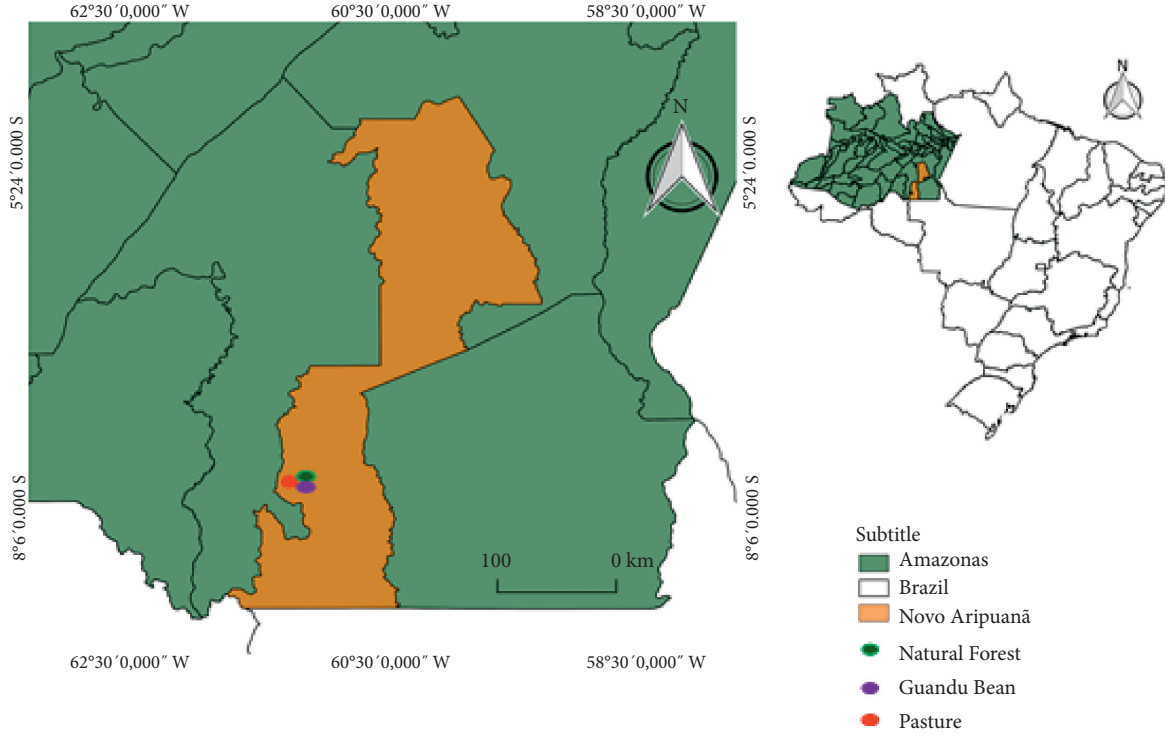 62°30´0,000˝ W
60°30´0,000˝ W
58°30´0,000˝ W
N
N
5°24´0.000˝ S
5°24´0.000˝ S
8°6´0.000˝ S
8°6´0.000˝ S
100
0 km
62°30´0,000˝ W
60°30´0,000˝ W
58°30´0,000˝ W
Subtitle
Amazonas
Brazil
Novo Aripuanã
Natural Forest
Guandu Bean
Pasture